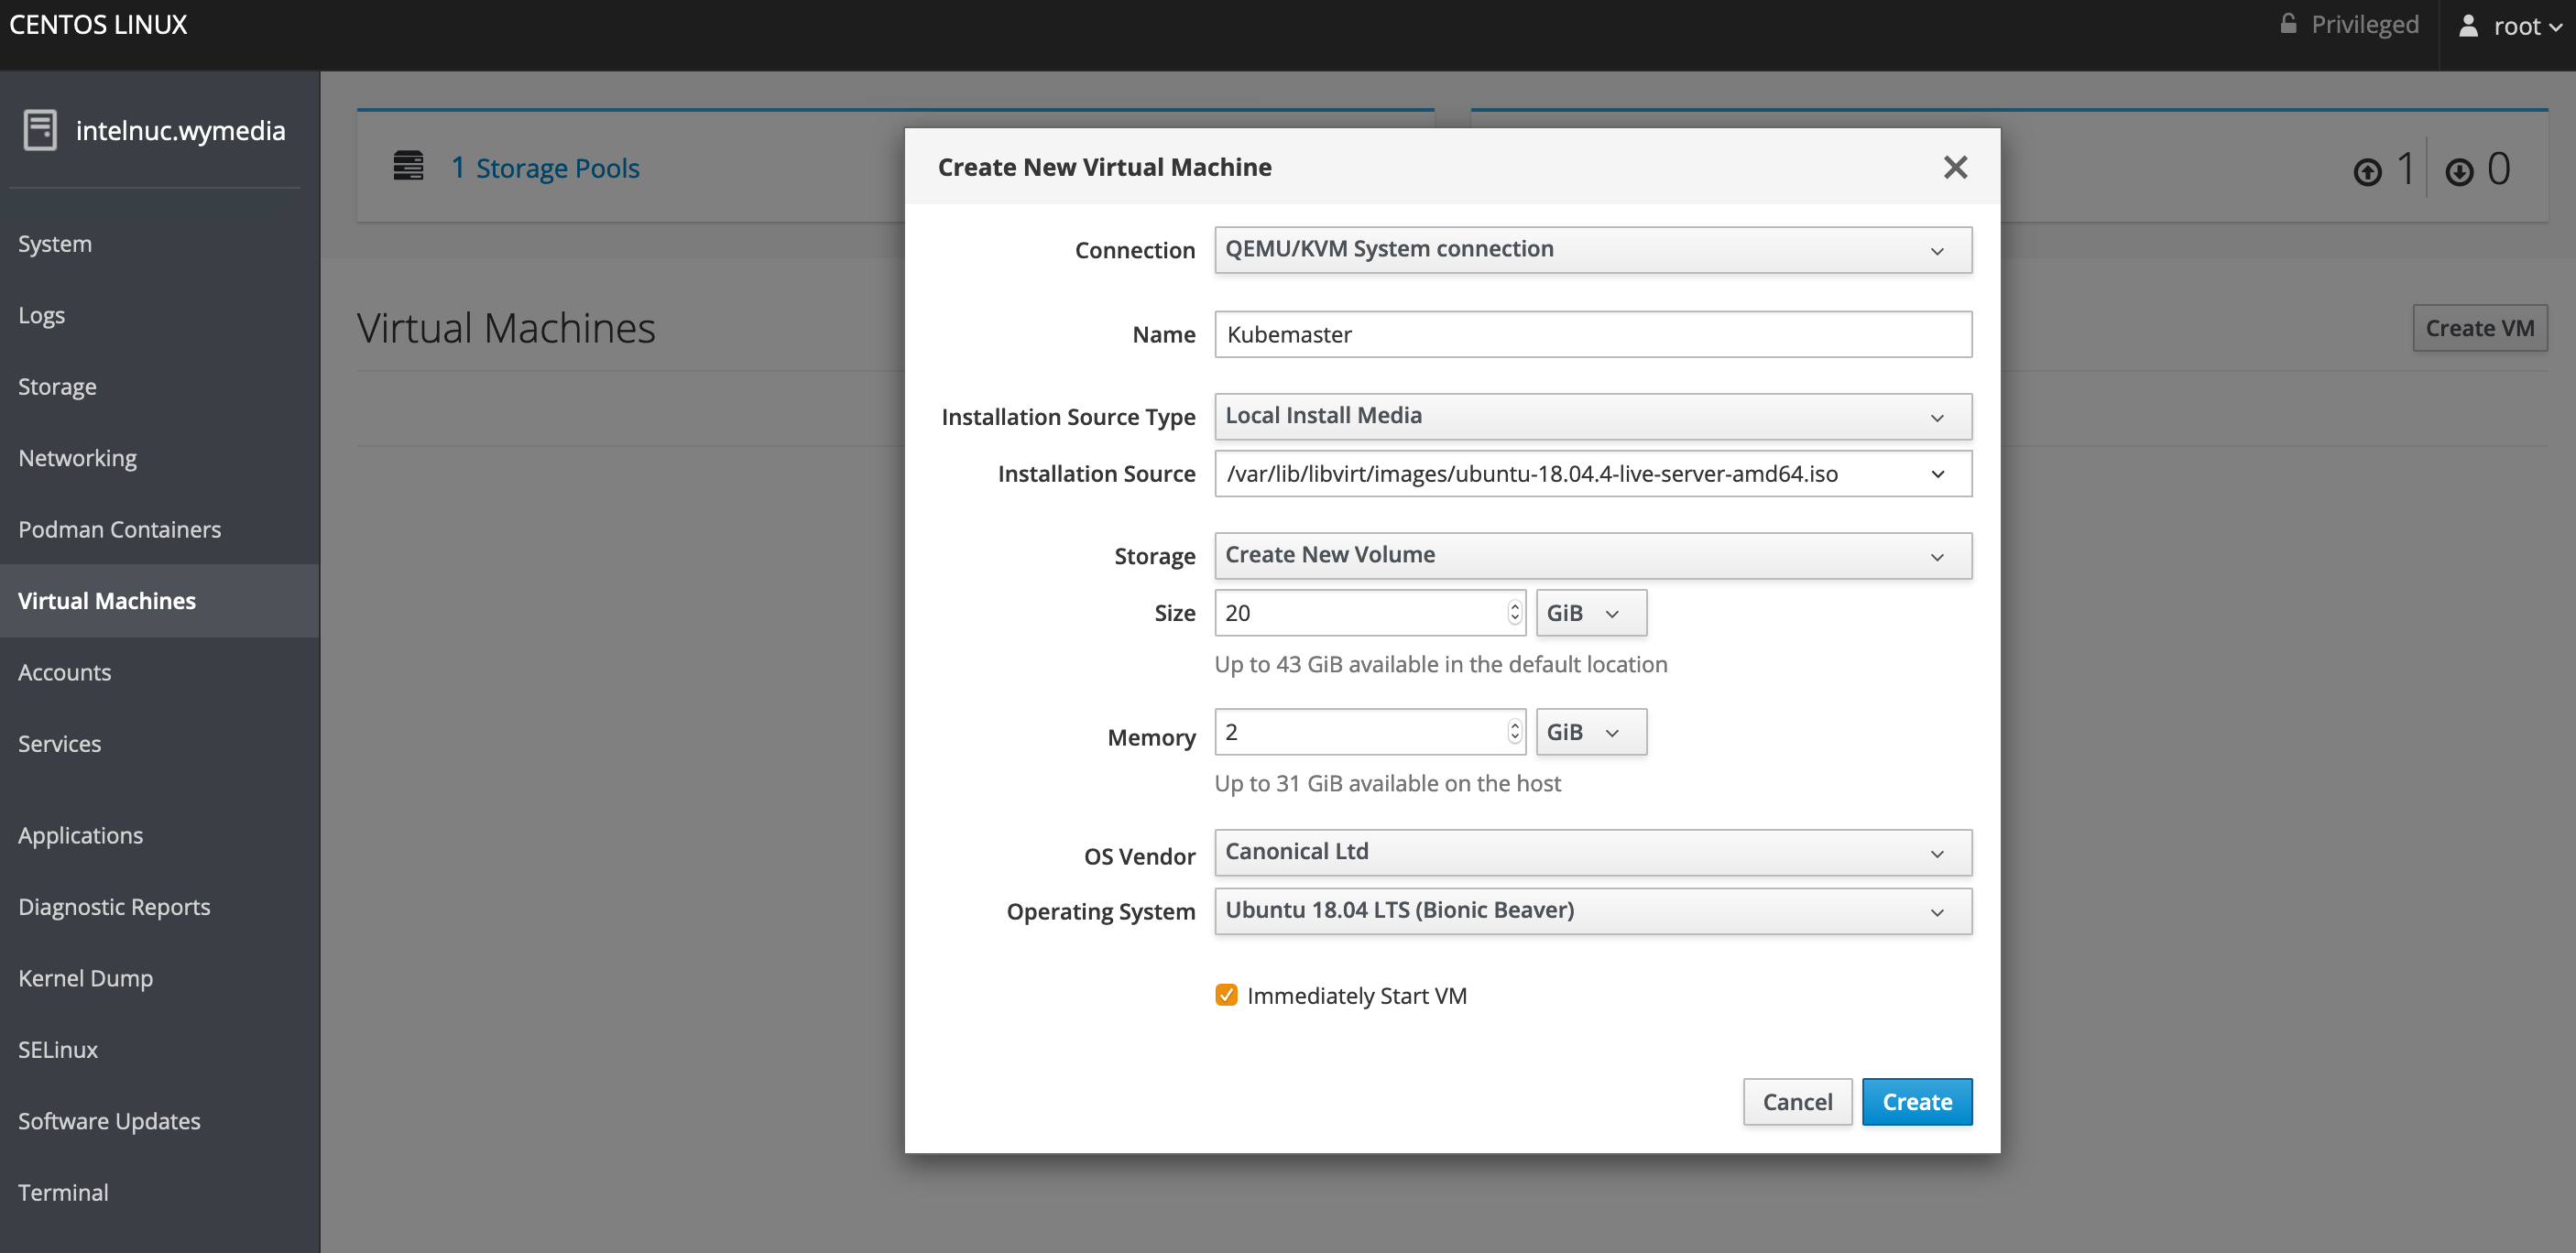 CENTOS LINUX
Privileged
root
intelnuc.wymedia
System
Logs
Storage
Networking
Podman Containers
Virtual Machines
Accounts
Services
Applications
Diagnostic Reports
Kernel Dump
SELinux
Software Updates
Terminal
1 Storage Pools
1
0
Virtual Machines
Create VM
Create New Virtual Machine
Connection QEMU/KVM System connection
Name Kubemaster
Installation Source Type Local Install Media
Installation Source /var/lib/libvirt/images/ubuntu-18.04.4-live-server-amd64.iso
Storage Create New Volume
Size 20 GiB
Up to 43 GiB available in the default location
Memory 2 GiB
Up to 31 GiB available on the host
OS Vendor Canonical Ltd
Operating System Ubuntu 18.04 LTS (Bionic Beaver)
Immediately Start VM
Cancel Create